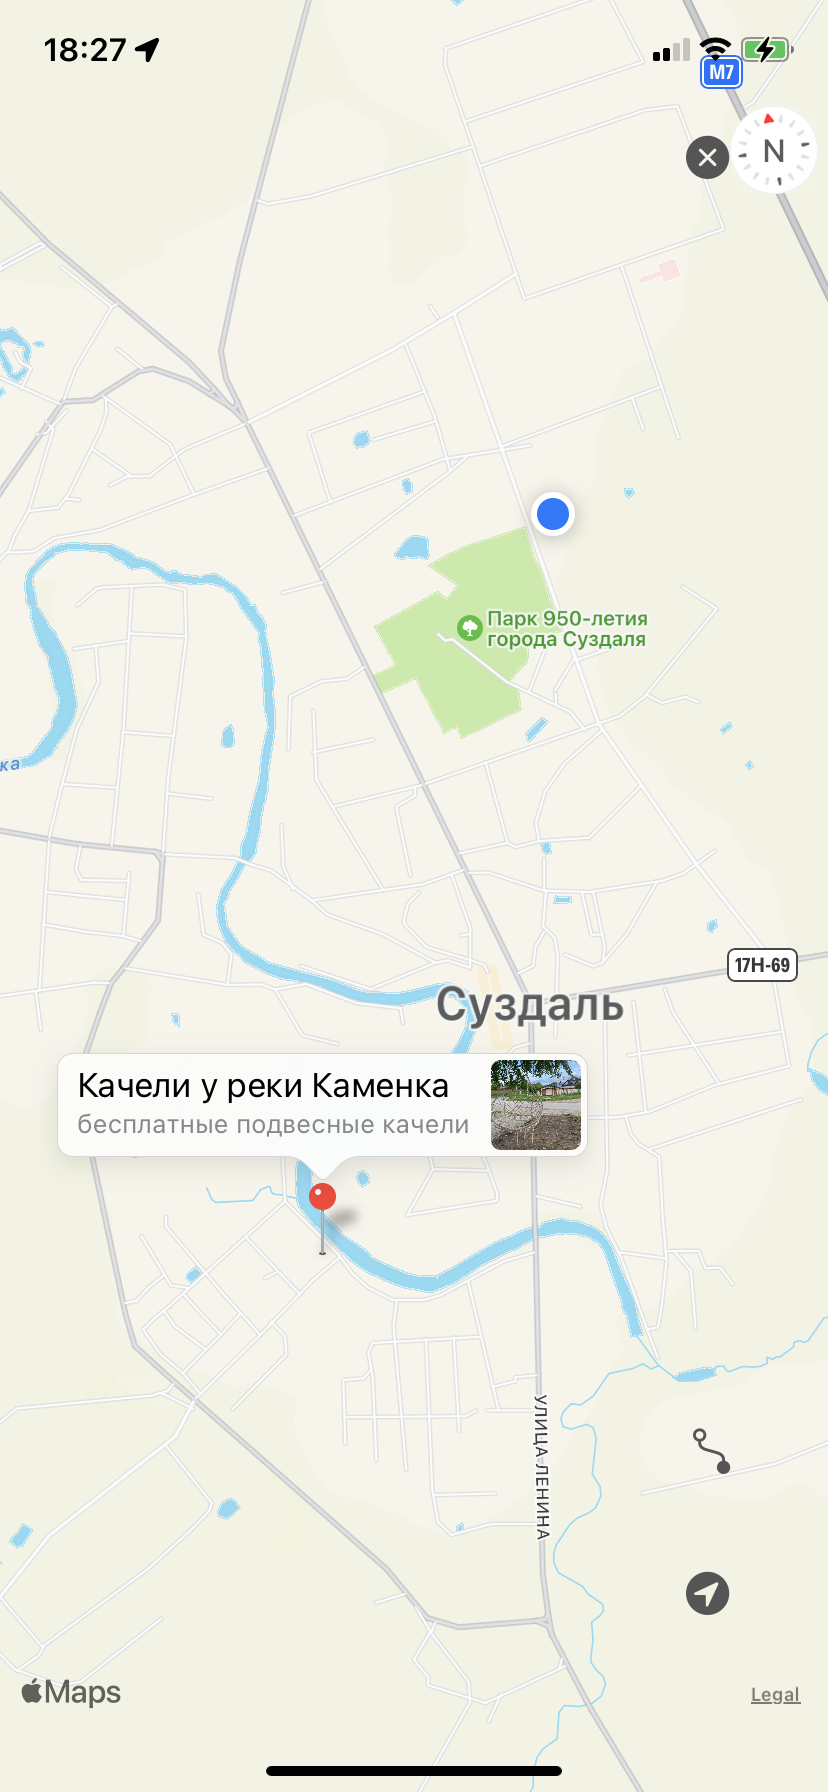 18:27
M7
N
Парк 950-летия
города Суздаля
ка
17Н-69
Суздаль
Качели у реки Каменка
бесплатные подвесные качели
УЛИЦА ЛЕНИНА
Maps
Legal